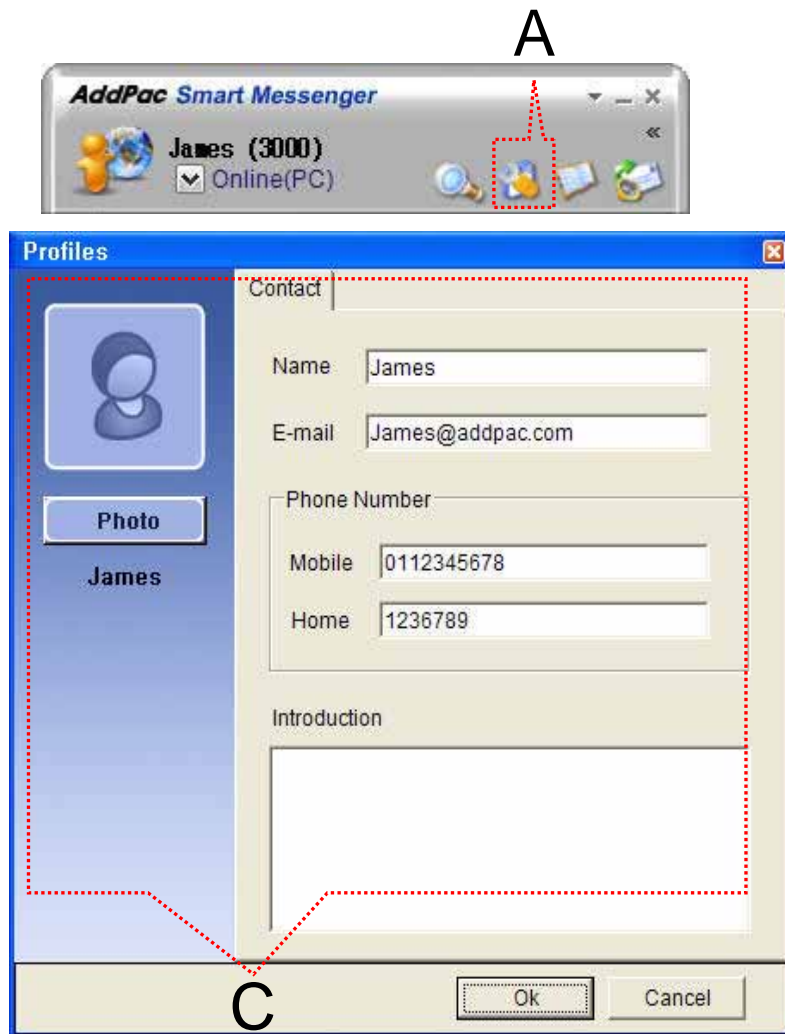 A
AddPac Smart Messenger
James (3000)
Online(PC)
Profiles
Contact
Name James
E-mail James@addpac.com
Photo
James
Phone Number
Mobile 0112345678
Home 1236789
Introduction
C
Ok Cancel